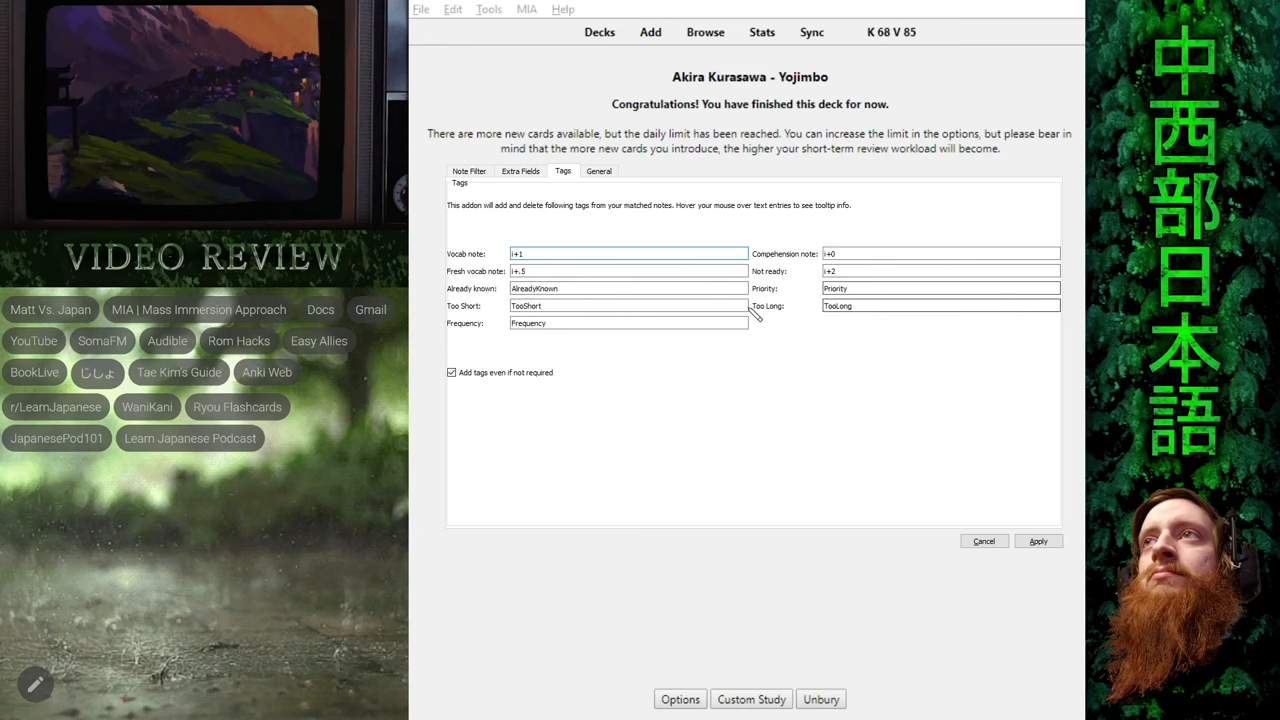 File Edit Tools MIA Help
Decks Add Browse Stats Sync K 68 V 85
Akira Kurasawa - Yojimbo
Congratulations! You have finished this deck for now.
There are more new cards available, but the daily limit has been reached. You can increase the limit in the options, but please bear
in mind that the more new cards you introduce, the higher your short-term review workload will become.
Note Filter Extra Fields Tags General
Tags
This addon will add and delete following tags from your matched notes. Hover your mouse over text entries to see tooltip info.
Vocab note: i+1 Compehension note: i+0
Fresh vocab note: i+.5 Not ready: i+2
Already known: AlreadyKnown Priority: Priority
Too Short: TooShort Too Long: TooLong
Frequency: Frequency
Add tags even if not required
Cancel Apply
Options Custom Study Unbury
VIDEO REVIEW
Matt Vs. Japan MIA | Mass Immersion Approach Docs Gmail
YouTube SomaFM Audible Rom Hacks Easy Allies
BookLive じしょ Tae Kim's Guide Anki Web
r/LearnJapanese WaniKani Ryou Flashcards
JapanesePod101 Learn Japanese Podcast
中西部日本語